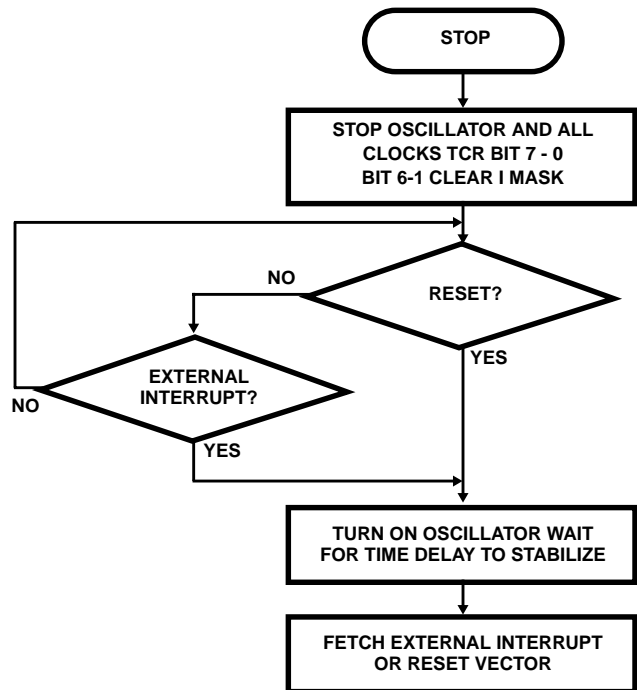 STOP
STOP OSCILLATOR AND ALL
CLOCKS TCR BIT 7 - 0
BIT 6-1 CLEAR I MASK
NO
RESET?
YES
EXTERNAL
INTERRUPT?
NO
YES
TURN ON OSCILLATOR WAIT
FOR TIME DELAY TO STABILIZE
FETCH EXTERNAL INTERRUPT
OR RESET VECTOR